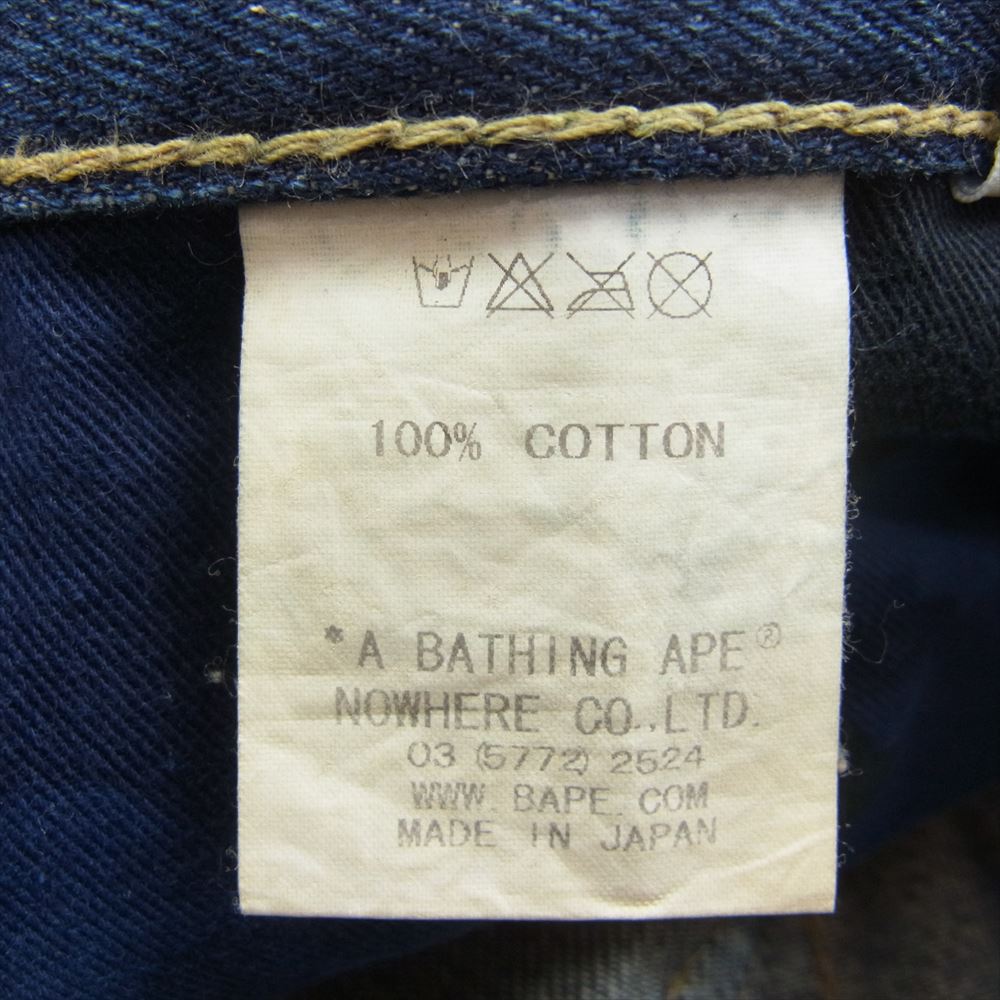 100% COTTON
*A BATHING APE®
NOWHERE CO.,LTD.
03 (5772) 2524
WWW.BAPE.COM
MADE IN JAPAN